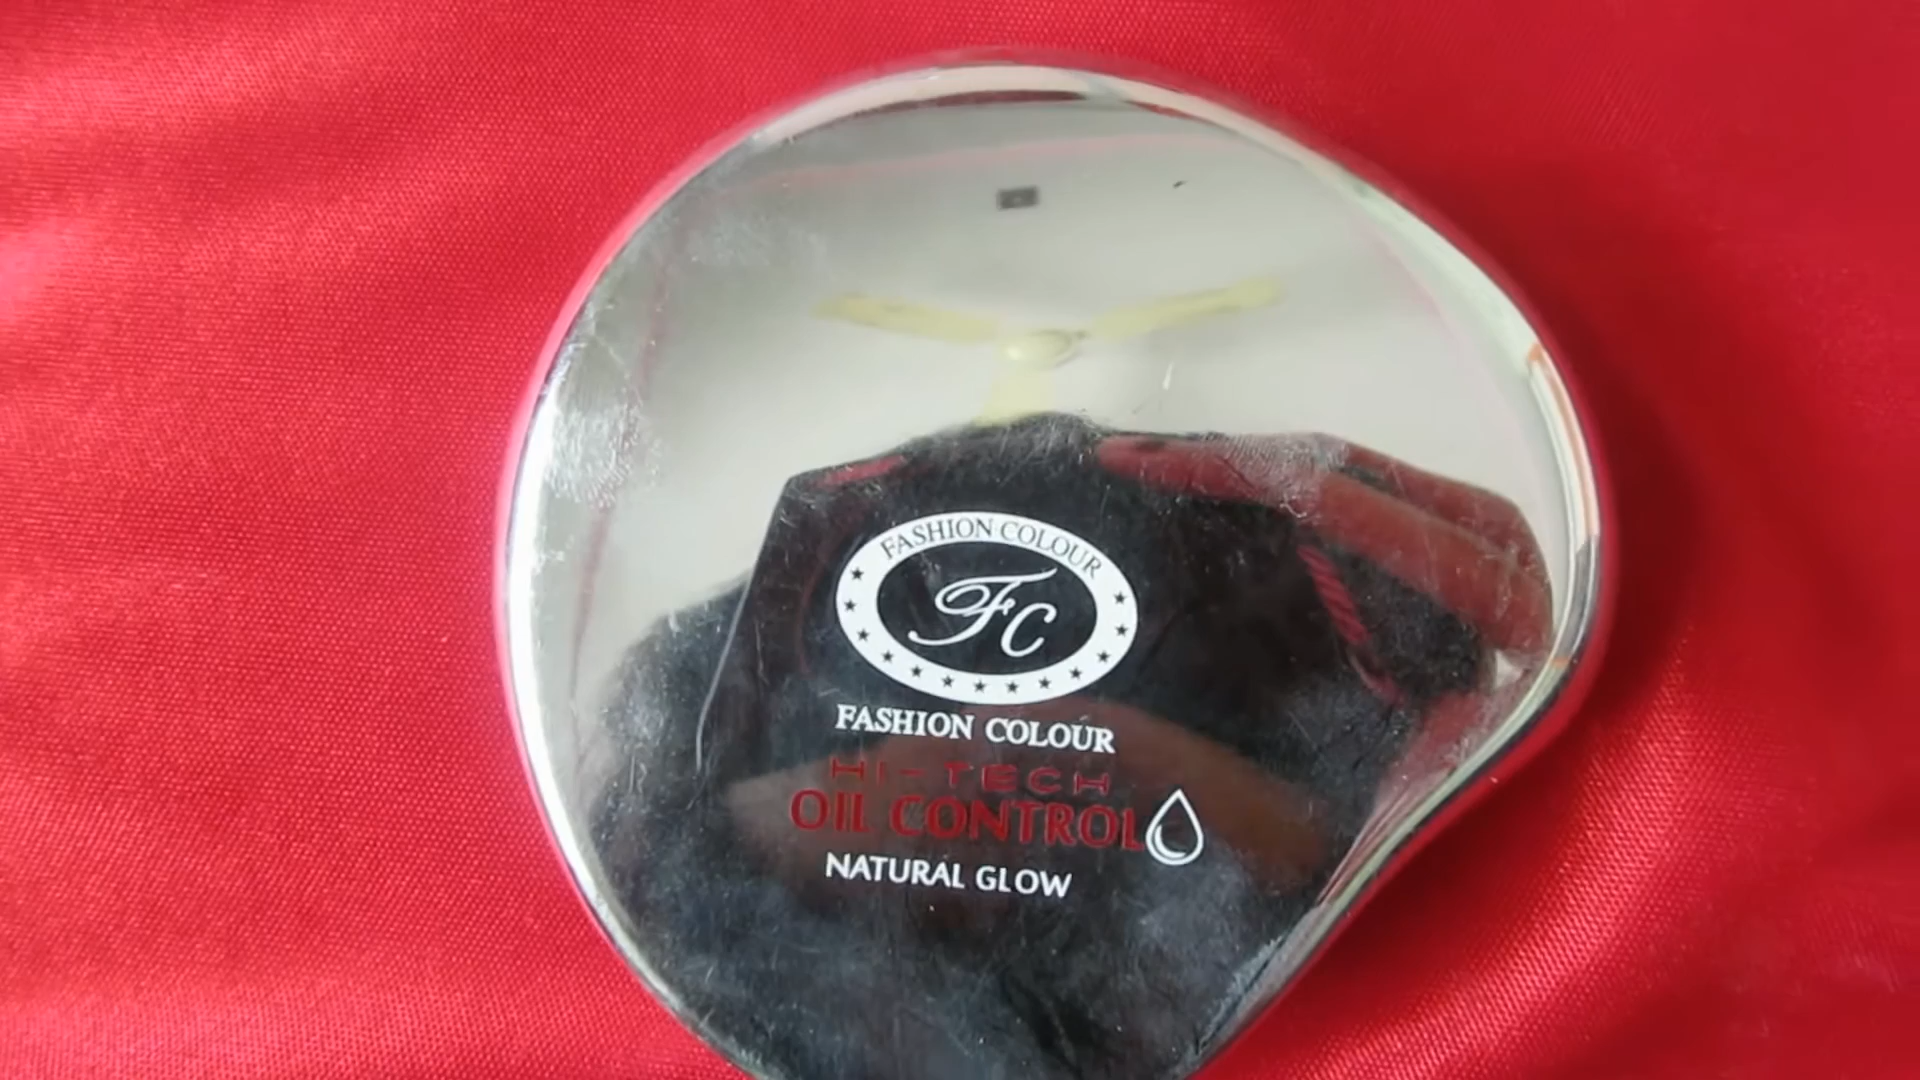 FASHION COLOUR
FC
FASHION COLOUR
HI-TECH
OIL CONTROL
NATURAL GLOW